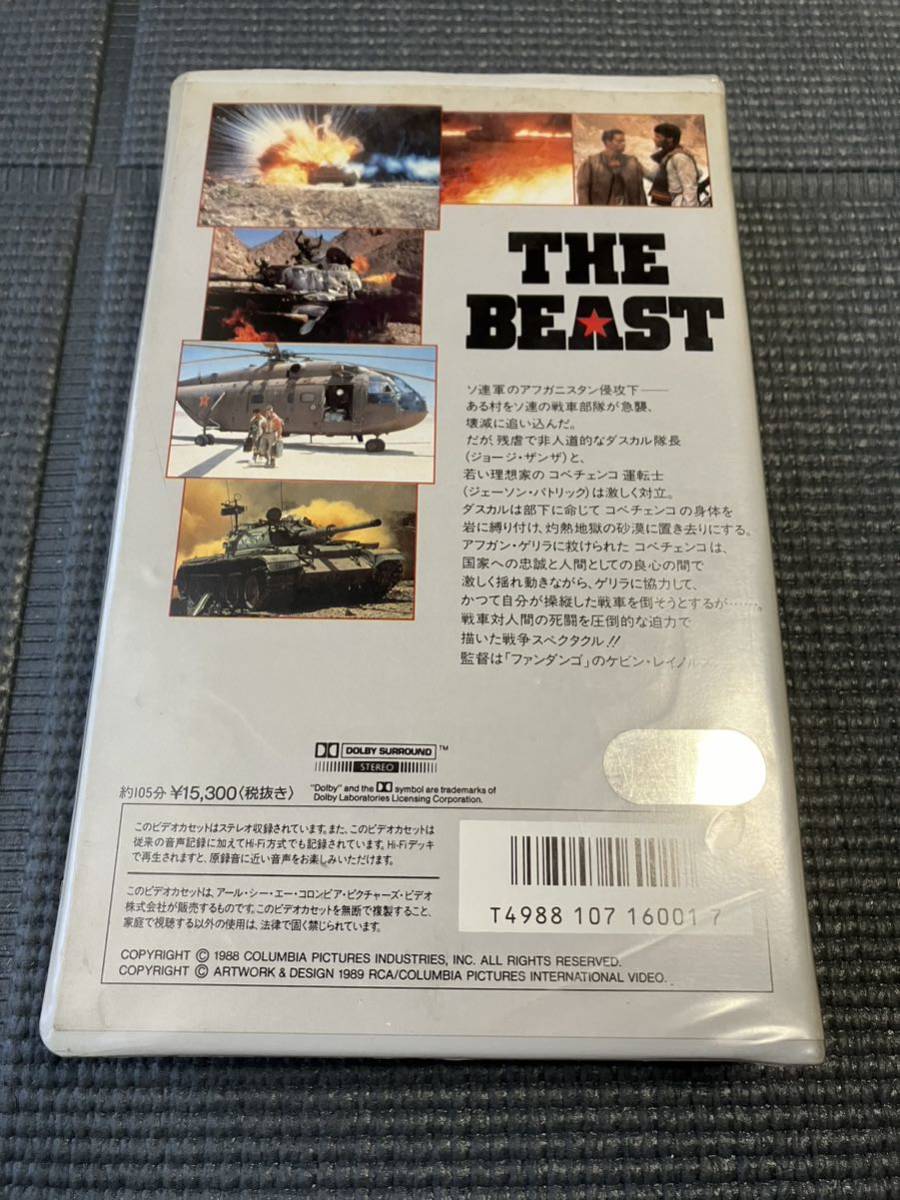 THE
BEAST
ソ連軍のアフガニスタン侵攻下——
ある村をソ連の戦車部隊が急襲、
壊滅に追い込んだ。
だが、残虐で非人道的なダスカル隊長
(ジョージ・ザンザ)と、
若い理想家のコベチェンコ運転士
(ジェーソン・パトリック)は激しく対立。
ダスカルは部下に命じてコベチェンコの身体を
岩に縛り付け、灼熱地獄の砂漠に置き去りにする。
アフガン・ゲリラに救けられたコベチェンコは、
国家への忠誠と人間としての良心の間で
激しく揺れ動きながら、ゲリラに協力して、
かつて自分が操縦した戦車を倒そうとするが……。
戦車対人間の死闘を圧倒的な迫力で
描いた戦争スペクタクル!!
監督は「ファンダンゴ」のケビン・レイノルズ
DOLBY SURROUND™
STEREO
"Dolby" and the symbol are trademarks of
Dolby Laboratories Licensing Corporation.
約105分 ¥15,300〈税抜き〉
このビデオカセットはステレオ収録されています。また、このビデオカセットは
従来の音声記録に加えてHi-Fi方式でも記録されています。Hi-Fiデッキ
で再生されますと、原録音に近い音声をお楽しみいただけます。
このビデオカセットは、アール・シー・エー・コロンビア・ピクチャーズ・ビデオ
株式会社が販売するものです。このビデオカセットを無断で複製すること、
家庭で視聴する以外の使用は、法律で固く禁じられています。
T4988 107 16001 7
COPYRIGHT © 1988 COLUMBIA PICTURES INDUSTRIES, INC. ALL RIGHTS RESERVED.
COPYRIGHT © ARTWORK & DESIGN 1989 RCA/COLUMBIA PICTURES INTERNATIONAL VIDEO.